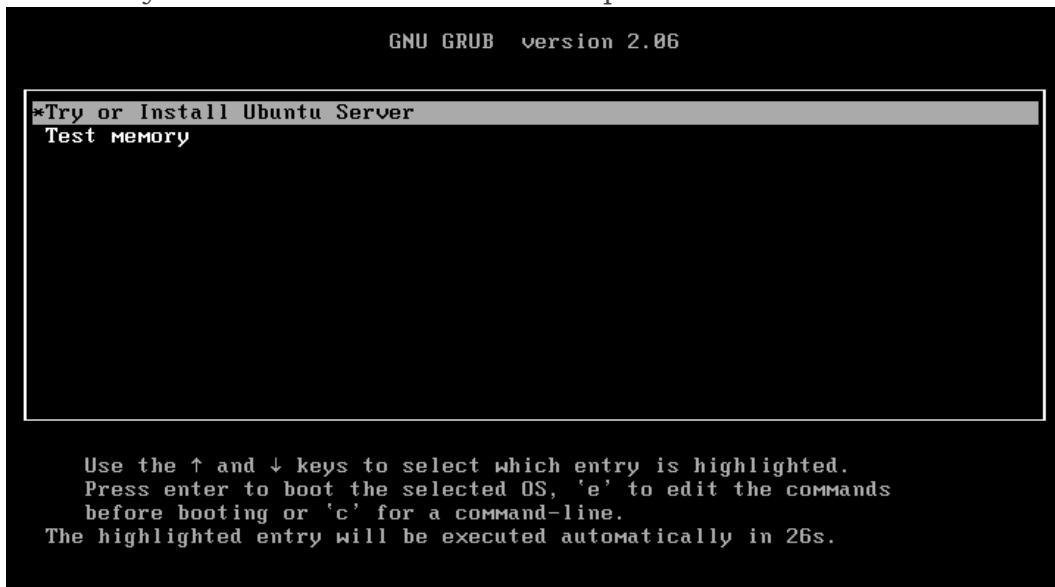 GNU GRUB version 2.06
*Try or Install Ubuntu Server
Test memory
Use the ↑ and ↓ keys to select which entry is highlighted.
Press enter to boot the selected OS, `e' to edit the commands
before booting or `c' for a command-line.
The highlighted entry will be executed automatically in 26s.